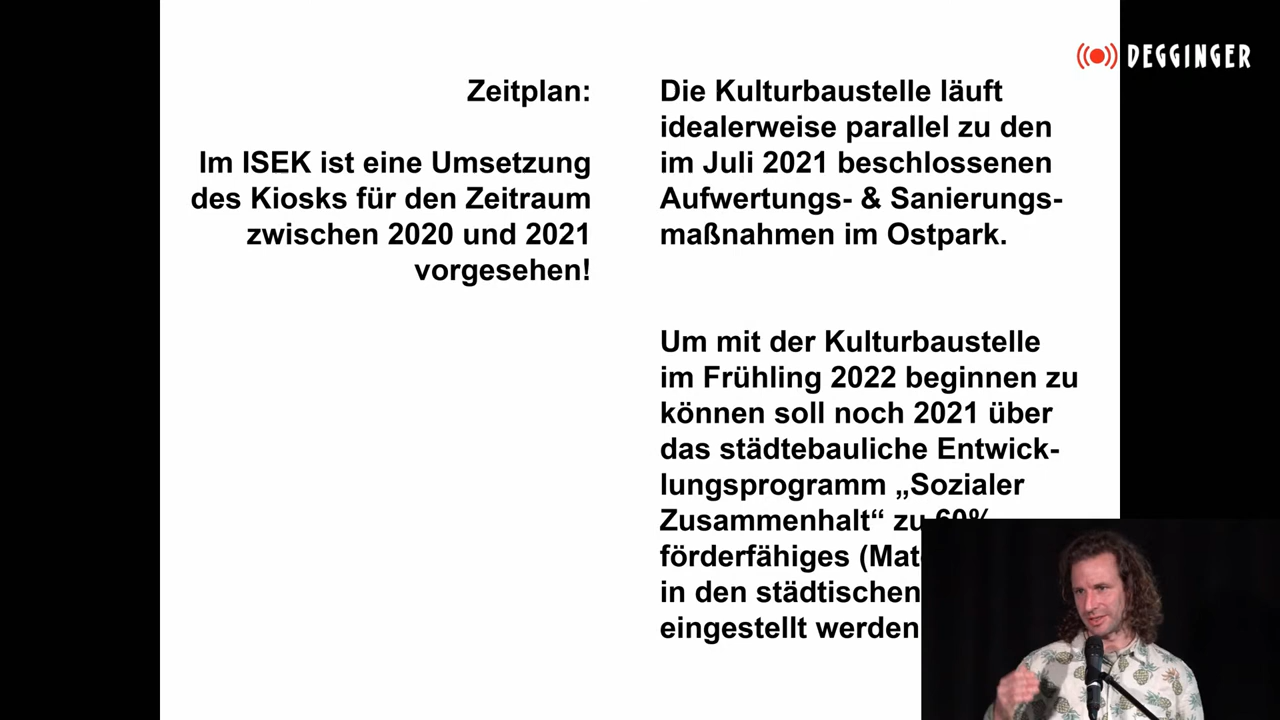 Zeitplan:
Im ISEK ist eine Umsetzung
des Kiosks für den Zeitraum
zwischen 2020 und 2021
vorgesehen!
Die Kulturbaustelle läuft
idealerweise parallel zu den
im Juli 2021 beschlossenen
Aufwertungs- & Sanierungs-
maßnahmen im Ostpark.
Um mit der Kulturbaustelle
im Frühling 2022 beginnen zu
können soll noch 2021 über
das städtebauliche Entwick-
lungsprogramm „Sozialer
Zusammenhalt“ zu 60%
förderfähiges
in den städtischen
eingestellt werden
DEGGINGER